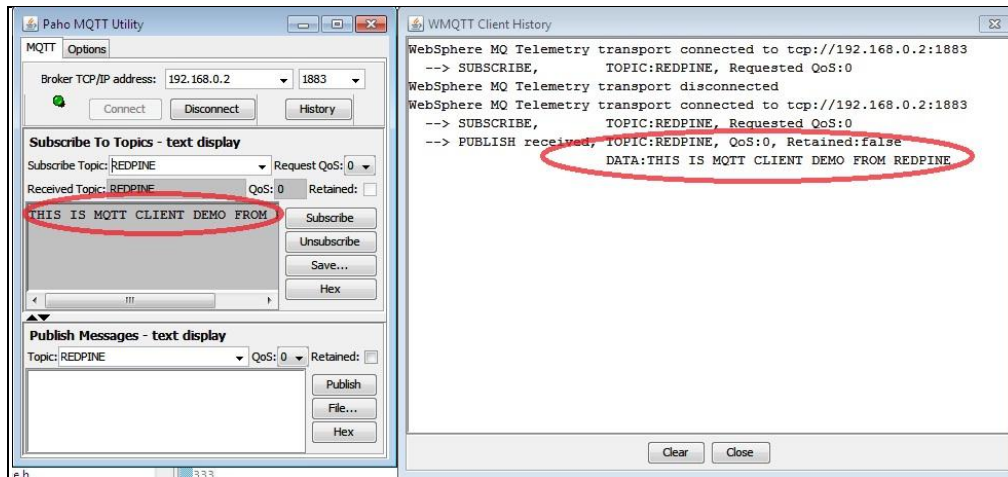 Paho MQTT Utility
MQTT Options
Broker TCP/IP address: 192.168.0.2 1883
Connect Disconnect History
Subscribe To Topics - text display
Subscribe Topic: REDPINE Request QoS: 0
Received Topic: REDPINE QoS: 0 Retained:
THIS IS MQTT CLIENT DEMO FROM
Subscribe
Unsubscribe
Save...
Hex
Publish Messages - text display
Topic: REDPINE QoS: 0 Retained:
Publish
File...
Hex
333
WMQTT Client History
WebSphere MQ Telemetry transport connected to tcp://192.168.0.2:1883
--> SUBSCRIBE, TOPIC:REDPINE, Requested QoS:0
WebSphere MQ Telemetry transport disconnected
WebSphere MQ Telemetry transport connected to tcp://192.168.0.2:1883
--> SUBSCRIBE, TOPIC:REDPINE, Requested QoS:0
--> PUBLISH received, TOPIC:REDPINE, QoS:0, Retained:false
DATA:THIS IS MQTT CLIENT DEMO FROM REDPINE
Clear Close